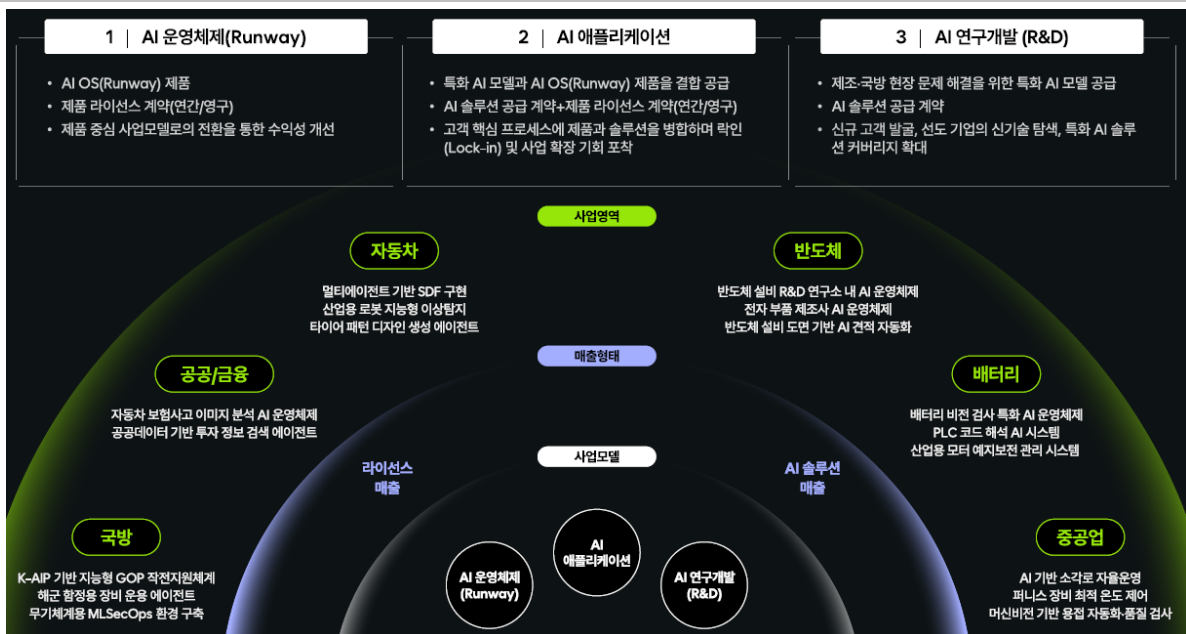 1 | AI 운영체제(Runway)
• AI OS(Runway) 제품
• 제품 라이선스 계약(연간/영구)
• 제품 중심 사업모델로의 전환을 통한 수익성 개선
2 | AI 애플리케이션
• 특화 AI 모델과 AI OS(Runway) 제품을 결합 공급
• AI 솔루션 공급 계약+제품 라이선스 계약(연간/영구)
• 고객 핵심 프로세스에 제품과 솔루션을 병합하며 락인
(Lock-in) 및 사업 확장 기회 포착
3 | AI 연구개발 (R&D)
• 제조·국방 현장 문제 해결을 위한 특화 AI 모델 공급
• AI 솔루션 공급 계약
• 신규 고객 발굴, 선도 기업의 신기술 탐색, 특화 AI 솔루
션 커버리지 확대
사업영역
자동차
멀티에이전트 기반 SDF 구현
산업용 로봇 지능형 이상탐지
타이어 패턴 디자인 생성 에이전트
반도체
반도체 설비 R&D 연구소 내 AI 운영체제
전자 부품 제조사 AI 운영체제
반도체 설비 도면 기반 AI 견적 자동화
공공/금융
자동차 보험사고 이미지 분석 AI 운영체제
공공데이터 기반 투자 정보 검색 에이전트
배터리
배터리 비전 검사 특화 AI 운영체제
PLC 코드 해석 AI 시스템
산업용 모터 예지보전 관리 시스템
국방
K-AIP 기반 지능형 GOP 작전지원체계
해군 함정용 장비 운용 에이전트
무기체계용 MLSecOps 환경 구축
중공업
AI 기반 소각로 자율운영
퍼니스 장비 최적 온도 제어
머신비전 기반 용접 자동화·품질 검사
매출형태
라이선스
매출
AI 솔루션
매출
사업모델
AI 운영체제
(Runway)
AI
애플리케이션
AI 연구개발
(R&D)